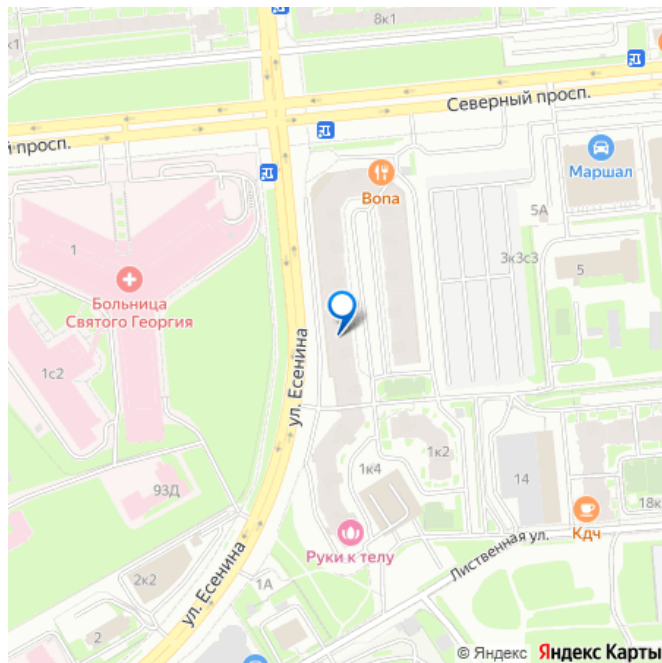 8к1
к1
Северный просп.
й просп.
Маршал
Bona
5А
1
3к3с3
5
Больница
Святого Георгия
ул. Есенина
1с2
1к2
1к4
14
93Д
18к
Кдч
Руки к телу
Лиственная ул.
2к2
1А
ул. Есенина
2
© Яндекс Яндекс Карты